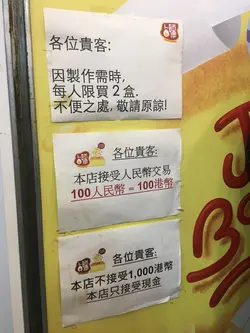 各位貴客:
因製作需時,
每人限買2盒.
不便之處, 敬請原諒!
各位貴客:
本店接受人民幣交易
100人民幣 = 100港幣
各位貴客:
本店不接受1,000港幣
本店只接受現金